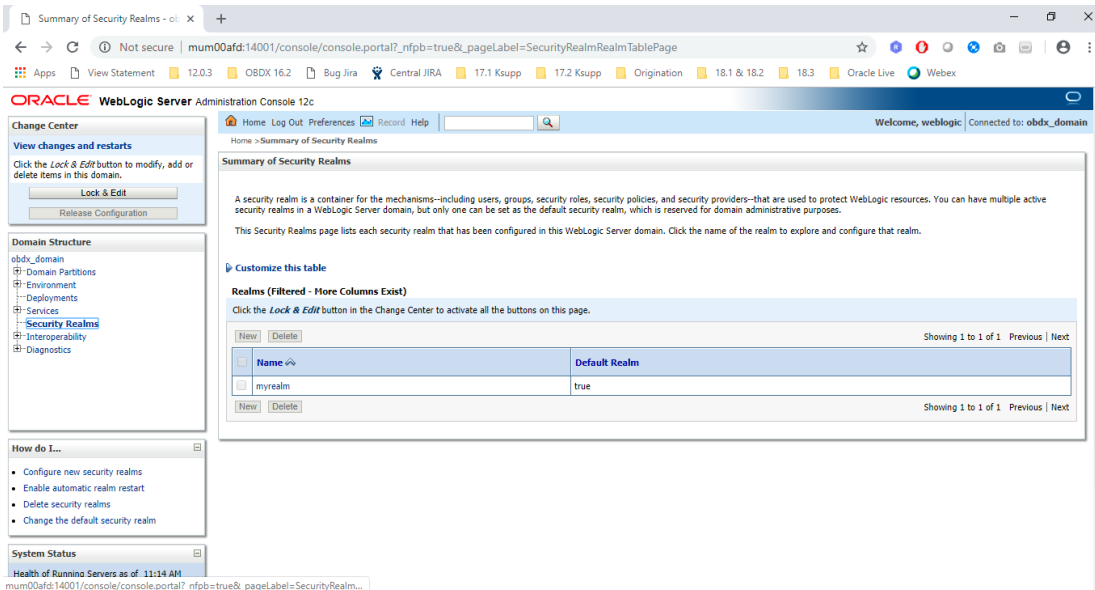 Summary of Security Realms - ob
Not secure | mum00afd:14001/console/console.portal?_nfpb=true&_pageLabel=SecurityRealmRealmTablePage
Apps View Statement 12.0.3 OBDX 16.2 Bug Jira Central JIRA 17.1 Ksupp 17.2 Ksupp Origination 18.1 & 18.2 18.3 Oracle Live Webex
ORACLE WebLogic Server Administration Console 12c
Change Center
View changes and restarts
Click the Lock & Edit button to modify, add or
delete items in this domain.
Lock & Edit
Release Configuration
Domain Structure
obdx_domain
Domain Partitions
Environment
Deployments
Services
Security Realms
Interoperability
Diagnostics
How do I...
Configure new security realms
Enable automatic realm restart
Delete security realms
Change the default security realm
System Status
Health of Running Servers as of 11:14 AM
Home Log Out Preferences Record Help
Welcome, weblogic Connected to: obdx_domain
Home >Summary of Security Realms
Summary of Security Realms
A security realm is a container for the mechanisms--including users, groups, security roles, security policies, and security providers--that are used to protect WebLogic resources. You can have multiple active
security realms in a WebLogic Server domain, but only one can be set as the default security realm, which is reserved for domain administrative purposes.
This Security Realms page lists each security realm that has been configured in this WebLogic Server domain. Click the name of the realm to explore and configure that realm.
Customize this table
Realms (Filtered - More Columns Exist)
Click the Lock & Edit button in the Change Center to activate all the buttons on this page.
New Delete Showing 1 to 1 of 1 Previous | Next
Name Default Realm
myrealm true
New Delete Showing 1 to 1 of 1 Previous | Next
mum00afd:14001/console/console.portal?_nfpb=true&_pageLabel=SecurityRealm...